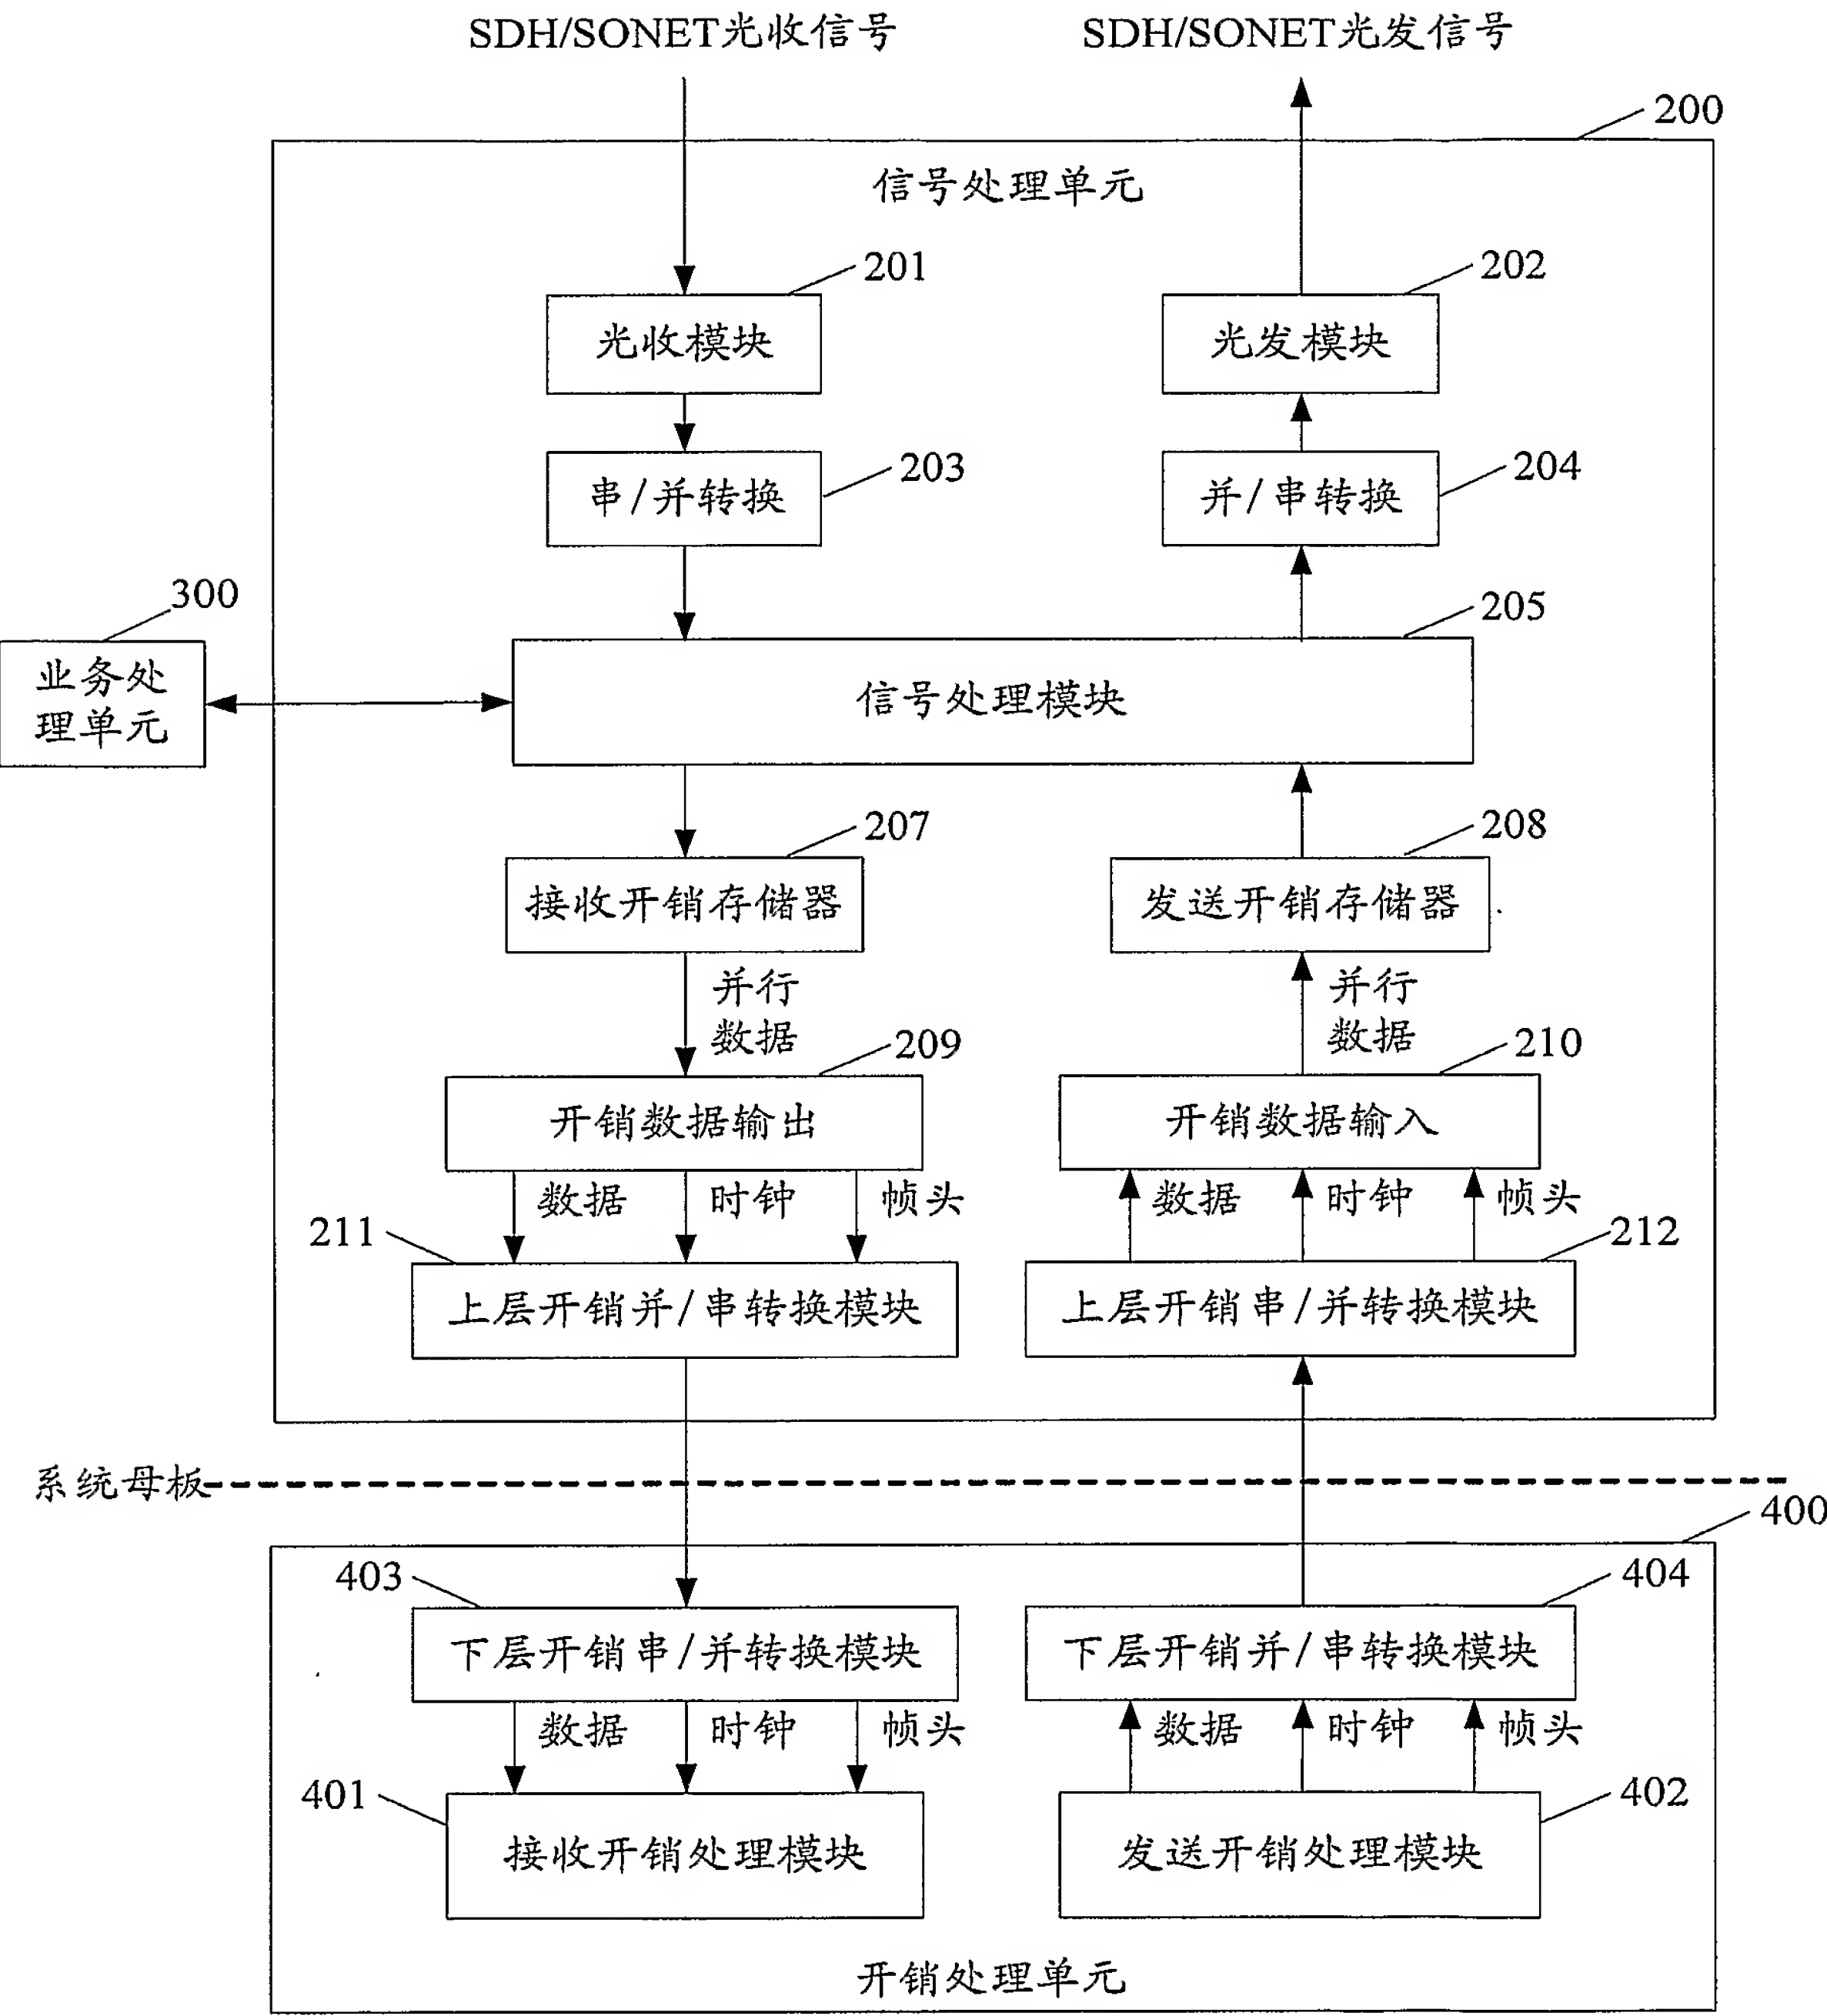 SDH/SONET光收信号
SDH/SONET光发信号
200
信号处理单元
201
202
光收模块
光发模块
203
204
串/并转换
并/串转换
300
205
业务处
理单元
信号处理模块
207
208
接收开销存储器
发送开销存储器
并行
数据
并行
数据
209
210
开销数据输出
开销数据输入
数据
时钟
帧头
数据
时钟
帧头
211
212
上层开销并/串转换模块
上层开销串/并转换模块
系统母板
400
403
404
下层开销串/并转换模块
下层开销并/串转换模块
数据
时钟
帧头
数据
时钟
帧头
401
402
接收开销处理模块
发送开销处理模块
开销处理单元